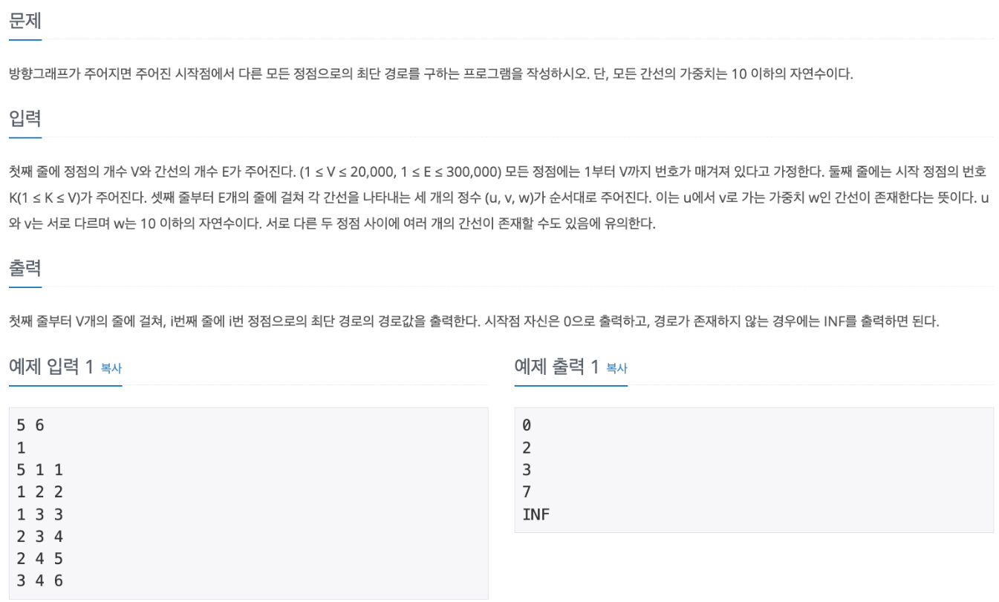 문제
방향그래프가 주어지면 주어진 시작점에서 다른 모든 정점으로의 최단 경로를 구하는 프로그램을 작성하시오. 단, 모든 간선의 가중치는 10 이하의 자연수이다.
입력
첫째 줄에 정점의 개수 V와 간선의 개수 E가 주어진다. (1 ≤ V ≤ 20,000, 1 ≤ E ≤ 300,000) 모든 정점에는 1부터 V까지 번호가 매겨져 있다고 가정한다. 둘째 줄에는 시작 정점의 번호
K(1 ≤ K ≤ V)가 주어진다. 셋째 줄부터 E개의 줄에 걸쳐 각 간선을 나타내는 세 개의 정수 (u, v, w)가 순서대로 주어진다. 이는 u에서 v로 가는 가중치 w인 간선이 존재한다는 뜻이다. u
와 v는 서로 다르며 w는 10 이하의 자연수이다. 서로 다른 두 정점 사이에 여러 개의 간선이 존재할 수도 있음에 유의한다.
출력
첫째 줄부터 V개의 줄에 걸쳐, i번째 줄에 i번 정점으로의 최단 경로의 경로값을 출력한다. 시작점 자신은 0으로 출력하고, 경로가 존재하지 않는 경우에는 INF를 출력하면 된다.
예제 입력 1 복사
5 6
1
5 1 1
1 2 2
1 3 3
2 3 4
2 4 5
3 4 6
예제 출력 1 복사
0
2
3
7
INF